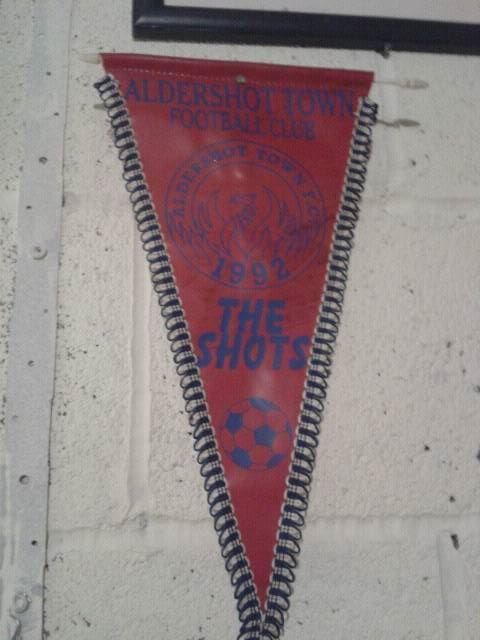 ALDERSHOT TOWN
FOOTBALL CLUB
ALDERSHOT TOWN F.C.
1992
THE
SHOTS